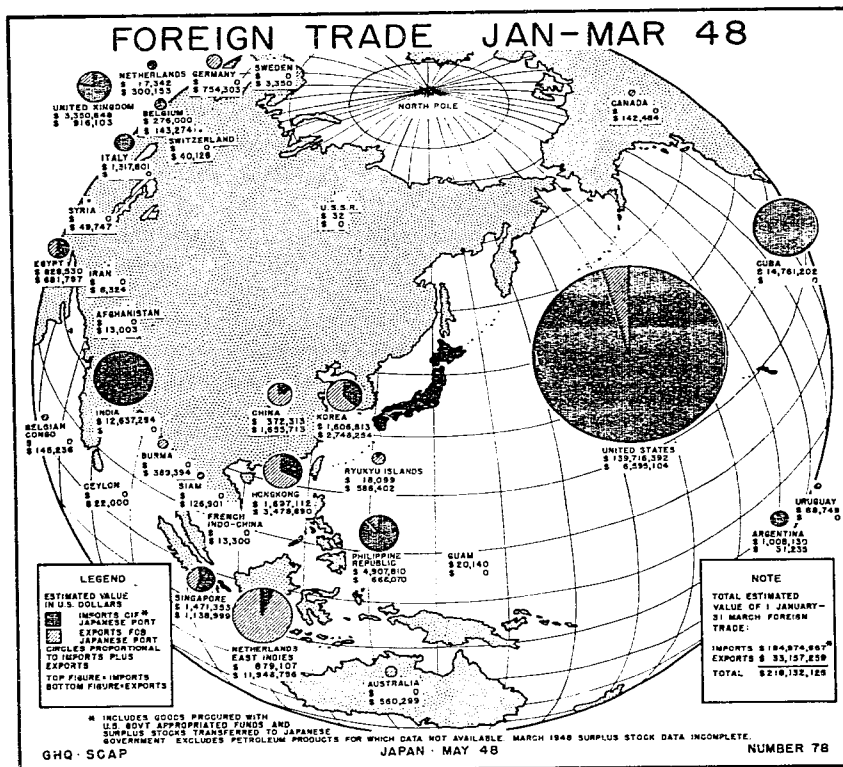 FOREIGN TRADE JAN-MAR 48
NETHERLANDS
$ 17,342
$ 300,153
GERMANY
$ 0
$ 754,303
SWEDEN
$ 0
$ 3,350
UNITED KINGDOM
$ 3,350,848
$ 916,103
BELGIUM
$ 276,000
$ 143,274
SWITZERLAND
$ 0
$ 40,128
ITALY
$ 1,317,601
$ 0
NORTH POLE
CANADA
$ 0
$ 142,484
SYRIA
$ 0
$ 49,747
U.S.S.R.
$ 32
$ 0
EGYPT
$ 828,530
$ 681,797
IRAN
$ 0
$ 6,324
CUBA
$ 14,761,202
$ 0
AFGHANISTAN
$ 0
$ 13,003
INDIA
$ 12,637,294
$ 0
CHINA
$ 372,313
$ 1,655,713
KOREA
$ 1,606,813
$ 2,748,254
UNITED STATES
$ 139,716,392
$ 6,595,104
BELGIAN
CONGO
$ 0
$ 146,236
BURMA
$ 0
$ 389,394
CEYLON
$ 0
$ 22,000
SIAM
$ 0
$ 126,901
HONGKONG
$ 1,697,112
$ 3,478,890
RYUKYU ISLANDS
$ 18,099
$ 586,402
FRENCH
INDO-CHINA
$ 0
$ 13,300
URUGUAY
$ 68,748
$ 0
ARGENTINA
$ 1,008,130
$ 31,235
PHILIPPINE
REPUBLIC
$ 4,907,810
$ 666,070
GUAM
$ 20,140
$ 0
SINGAPORE
$ 1,471,353
$ 1,138,999
NETHERLANDS
EAST INDIES
$ 879,107
$ 11,948,756
AUSTRALIA
$ 0
$ 560,299
LEGEND
ESTIMATED VALUE
IN U.S. DOLLARS
IMPORTS CIF*
JAPANESE PORT
EXPORTS FOB
JAPANESE PORT
CIRCLES PROPORTIONAL
TO IMPORTS PLUS
EXPORTS
TOP FIGURE=IMPORTS
BOTTOM FIGURE=EXPORTS
NOTE
TOTAL ESTIMATED
VALUE OF 1 JANUARY-
31 MARCH FOREIGN
TRADE:
IMPORTS $ 184,974,867*
EXPORTS $ 33,157,259
TOTAL $ 218,132,126
* INCLUDES GOODS PROCURED WITH
U.S. GOVT APPROPRIATED FUNDS AND
SURPLUS STOCKS TRANSFERRED TO JAPANESE
GOVERNMENT EXCLUDES PETROLEUM PRODUCTS FOR WHICH DATA NOT AVAILABLE. MARCH 1948 SURPLUS STOCK DATA INCOMPLETE.
GHQ·SCAP
JAPAN · MAY 48
NUMBER 78